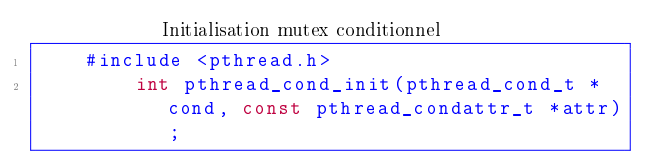 Initialisation mutex conditionnel
1 #include <pthread.h>
2 int pthread_cond_init(pthread_cond_t *
cond, const pthread_condattr_t *attr)
;